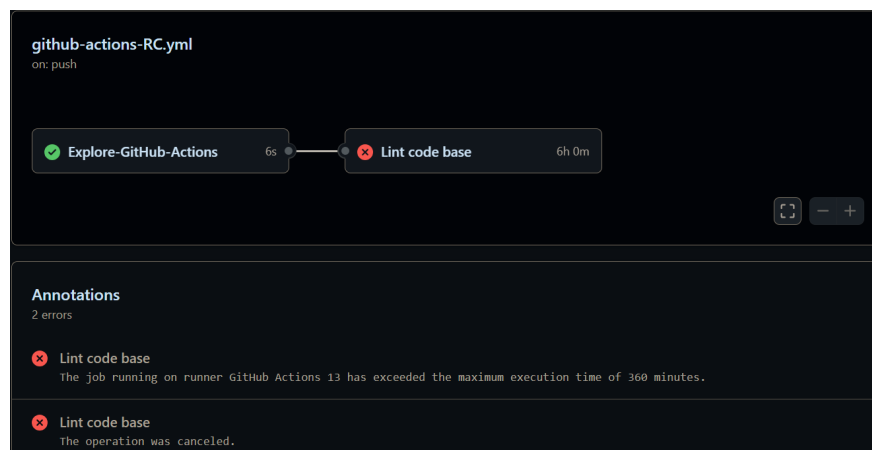 github-actions-RC.yml
on: push
Explore-GitHub-Actions 6s
Lint code base 6h 0m
Annotations
2 errors
Lint code base
The job running on runner GitHub Actions 13 has exceeded the maximum execution time of 360 minutes.
Lint code base
The operation was canceled.